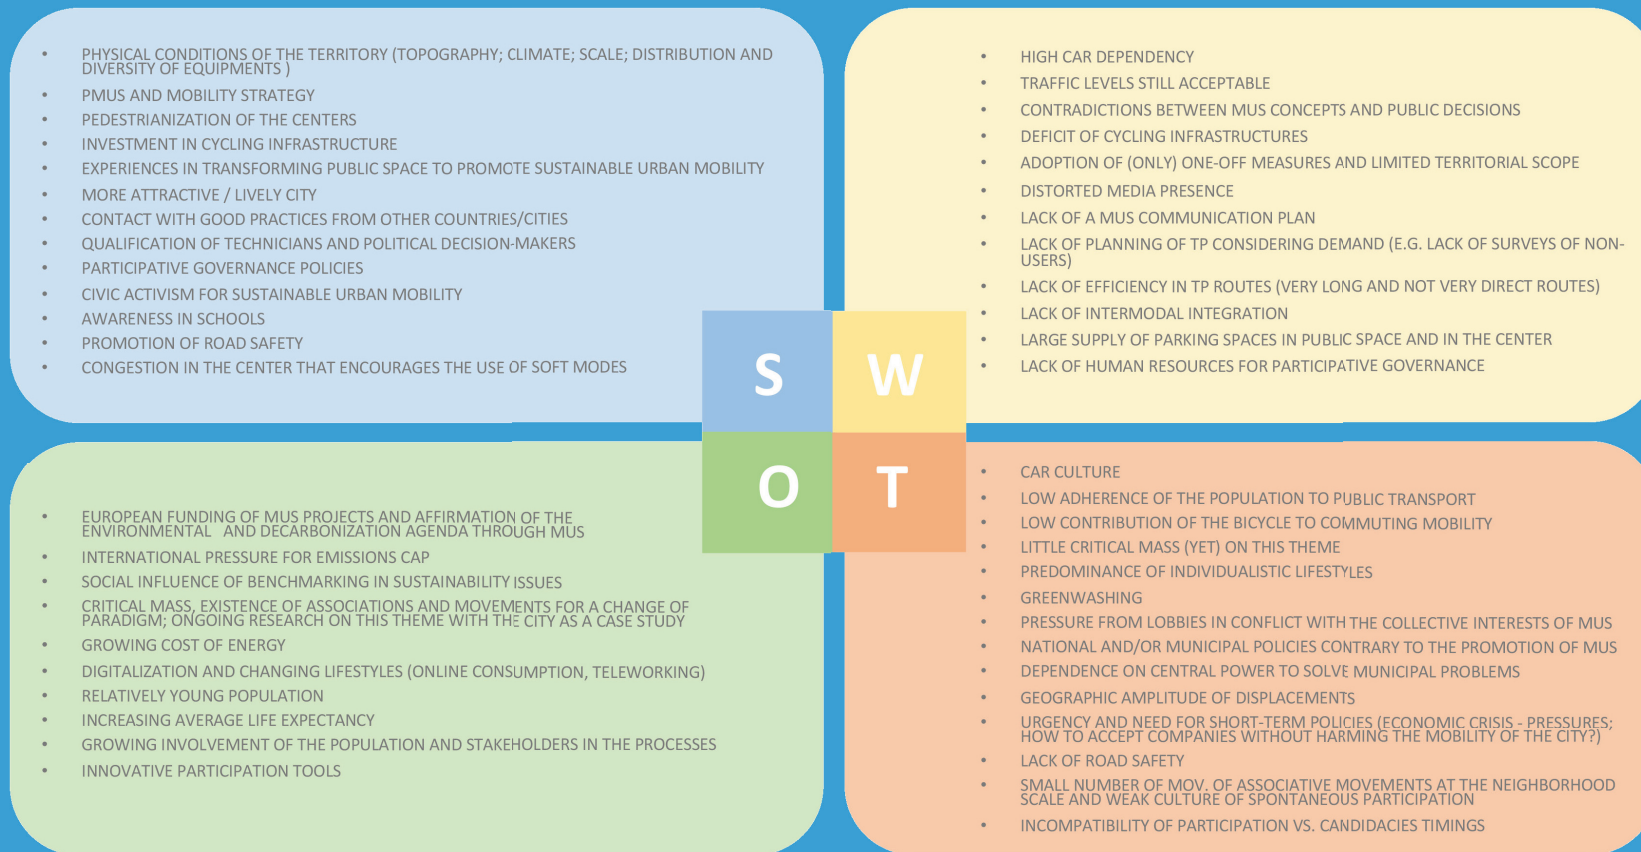 • PHYSICAL CONDITIONS OF THE TERRITORY (TOPOGRAPHY; CLIMATE; SCALE; DISTRIBUTION AND
DIVERSITY OF EQUIPMENTS )
• PMUS AND MOBILITY STRATEGY
• PEDESTRIANIZATION OF THE CENTERS
• INVESTMENT IN CYCLING INFRASTRUCTURE
• EXPERIENCES IN TRANSFORMING PUBLIC SPACE TO PROMOTE SUSTAINABLE URBAN MOBILITY
• MORE ATTRACTIVE / LIVELY CITY
• CONTACT WITH GOOD PRACTICES FROM OTHER COUNTRIES/CITIES
• QUALIFICATION OF TECHNICIANS AND POLITICAL DECISION-MAKERS
• PARTICIPATIVE GOVERNANCE POLICIES
• CIVIC ACTIVISM FOR SUSTAINABLE URBAN MOBILITY
• AWARENESS IN SCHOOLS
• PROMOTION OF ROAD SAFETY
• CONGESTION IN THE CENTER THAT ENCOURAGES THE USE OF SOFT MODES
• HIGH CAR DEPENDENCY
• TRAFFIC LEVELS STILL ACCEPTABLE
• CONTRADICTIONS BETWEEN MUS CONCEPTS AND PUBLIC DECISIONS
• DEFICIT OF CYCLING INFRASTRUCTURES
• ADOPTION OF (ONLY) ONE-OFF MEASURES AND LIMITED TERRITORIAL SCOPE
• DISTORTED MEDIA PRESENCE
• LACK OF A MUS COMMUNICATION PLAN
• LACK OF PLANNING OF TP CONSIDERING DEMAND (E.G. LACK OF SURVEYS OF NON-
USERS)
• LACK OF EFFICIENCY IN TP ROUTES (VERY LONG AND NOT VERY DIRECT ROUTES)
• LACK OF INTERMODAL INTEGRATION
• LARGE SUPPLY OF PARKING SPACES IN PUBLIC SPACE AND IN THE CENTER
• LACK OF HUMAN RESOURCES FOR PARTICIPATIVE GOVERNANCE
S W
O T
• EUROPEAN FUNDING OF MUS PROJECTS AND AFFIRMATION OF THE
ENVIRONMENTAL AND DECARBONIZATION AGENDA THROUGH MUS
• INTERNATIONAL PRESSURE FOR EMISSIONS CAP
• SOCIAL INFLUENCE OF BENCHMARKING IN SUSTAINABILITY ISSUES
• CRITICAL MASS, EXISTENCE OF ASSOCIATIONS AND MOVEMENTS FOR A CHANGE OF
PARADIGM; ONGOING RESEARCH ON THIS THEME WITH THE CITY AS A CASE STUDY
• GROWING COST OF ENERGY
• DIGITALIZATION AND CHANGING LIFESTYLES (ONLINE CONSUMPTION, TELEWORKING)
• RELATIVELY YOUNG POPULATION
• INCREASING AVERAGE LIFE EXPECTANCY
• GROWING INVOLVEMENT OF THE POPULATION AND STAKEHOLDERS IN THE PROCESSES
• INNOVATIVE PARTICIPATION TOOLS
• CAR CULTURE
• LOW ADHERENCE OF THE POPULATION TO PUBLIC TRANSPORT
• LOW CONTRIBUTION OF THE BICYCLE TO COMMUTING MOBILITY
• LITTLE CRITICAL MASS (YET) ON THIS THEME
• PREDOMINANCE OF INDIVIDUALISTIC LIFESTYLES
• GREENWASHING
• PRESSURE FROM LOBBIES IN CONFLICT WITH THE COLLECTIVE INTERESTS OF MUS
• NATIONAL AND/OR MUNICIPAL POLICIES CONTRARY TO THE PROMOTION OF MUS
• DEPENDENCE ON CENTRAL POWER TO SOLVE MUNICIPAL PROBLEMS
• GEOGRAPHIC AMPLITUDE OF DISPLACEMENTS
• URGENCY AND NEED FOR SHORT-TERM POLICIES (ECONOMIC CRISIS - PRESSURES;
HOW TO ACCEPT COMPANIES WITHOUT HARMING THE MOBILITY OF THE CITY?)
• LACK OF ROAD SAFETY
• SMALL NUMBER OF MOV. OF ASSOCIATIVE MOVEMENTS AT THE NEIGHBORHOOD
SCALE AND WEAK CULTURE OF SPONTANEOUS PARTICIPATION
• INCOMPATIBILITY OF PARTICIPATION VS. CANDIDACIES TIMINGS